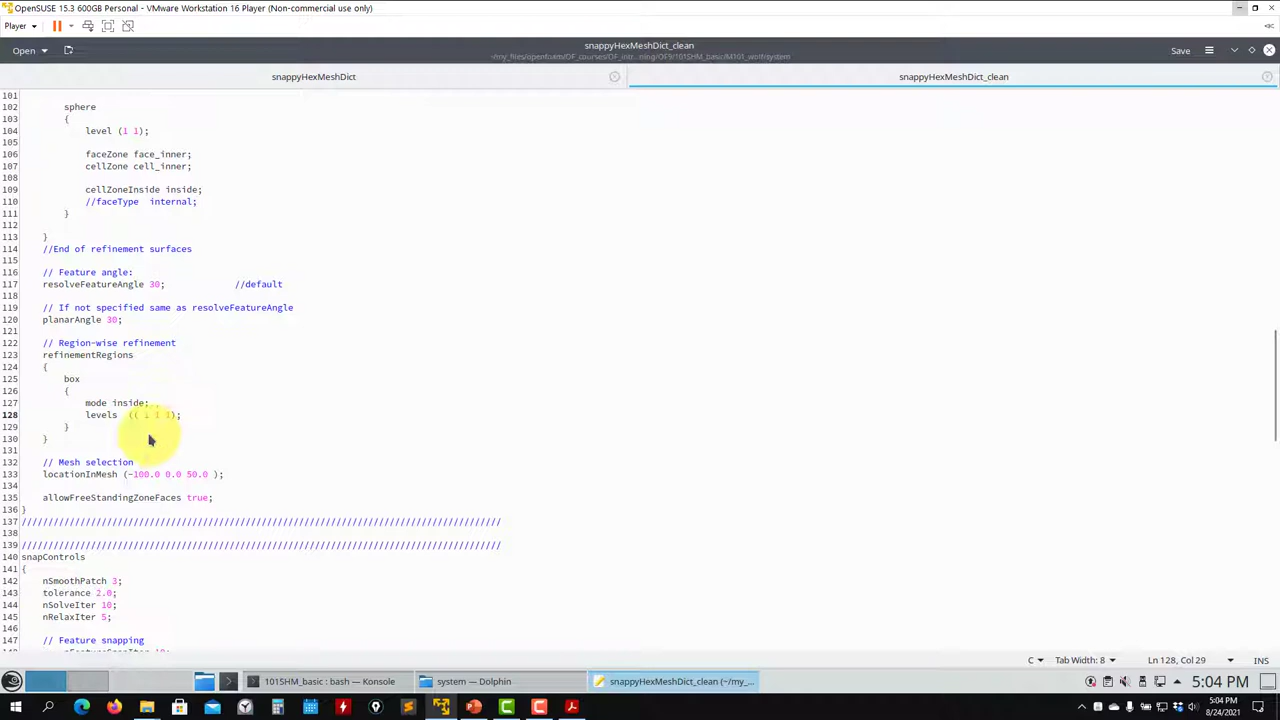 OpenSUSE 15.3 600GB Personal - VMware Workstation 16 Player (Non-commercial use only)
Player
Open
snappyHexMeshDict_clean
Save
snappyHexMeshDict
snappyHexMeshDict_clean
101
102 sphere
103 {
104 level (1 1);
105
106 faceZone face_inner;
107 cellZone cell_inner;
108
109 cellZoneInside inside;
110 //faceType internal;
111 }
112
113 }
114 //End of refinement surfaces
115
116 // Feature angle:
117 resolveFeatureAngle 30; //default
118
119 // If not specified same as resolveFeatureAngle
120 planarAngle 30;
121
122 // Region-wise refinement
123 refinementRegions
124 {
125 box
126 {
127 mode inside;
128 levels
129 }
130 }
131
132 // Mesh selection
133 locationInMesh (-100.0 0.0 50.0 );
134
135 allowFreeStandingZoneFaces true;
136 }
137 ////////////////////////////////////////////////////////////////////////////////////////////
138
139 ////////////////////////////////////////////////////////////////////////////////////////////
140 snapControls
141 {
142 nSmoothPatch 3;
143 tolerance 2.0;
144 nSolveIter 10;
145 nRelaxIter 5;
146
147 // Feature snapping
C Tab Width: 8 Ln 128, Col 29 INS
101SHM_basic : bash — Konsole
system — Dolphin
snappyHexMeshDict_clean (~/my_...
5:04 PM
5:04 PM
8/24/2021